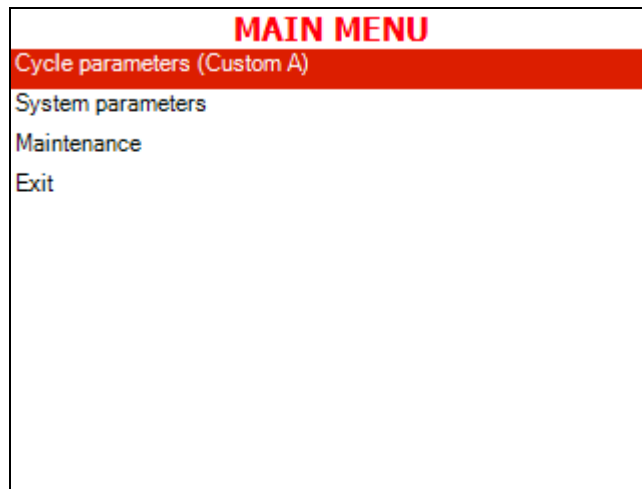 MAIN MENU
Cycle parameters (Custom A)
System parameters
Maintenance
Exit